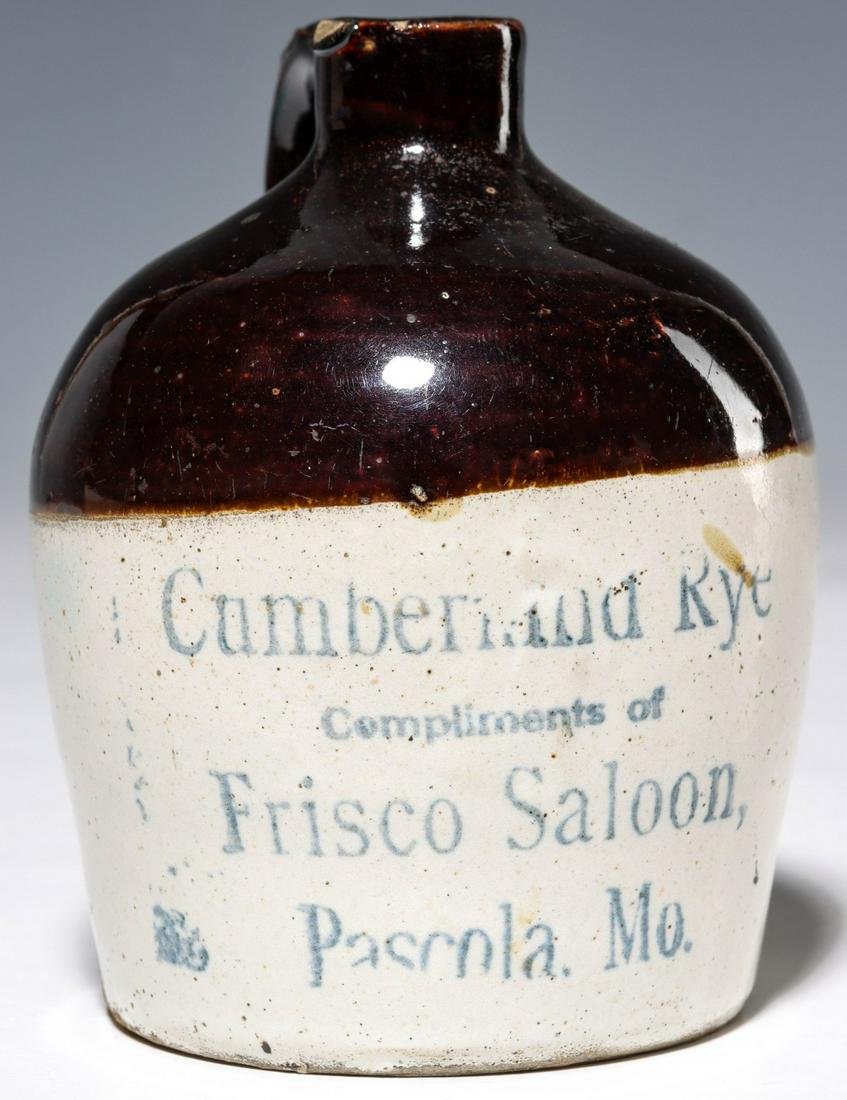 Cumberland Rye
Compliments of
Frisco Saloon,
Pascola, Mo.